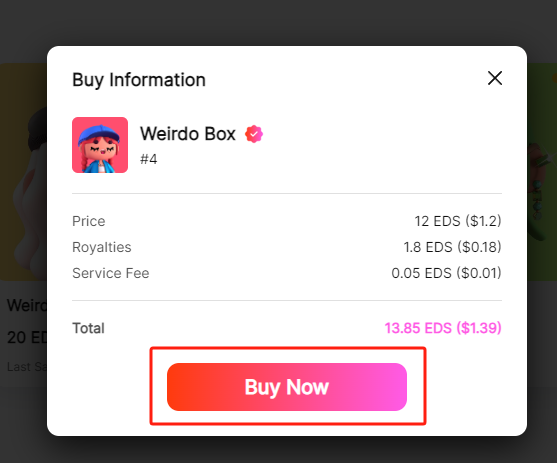 Buy Information
Weirdo Box
#4
Price 12 EDS ($1.2)
Royalties 1.8 EDS ($0.18)
Service Fee 0.05 EDS ($0.01)
Total 13.85 EDS ($1.39)
Buy Now
Weird
20 ED
Last Sa